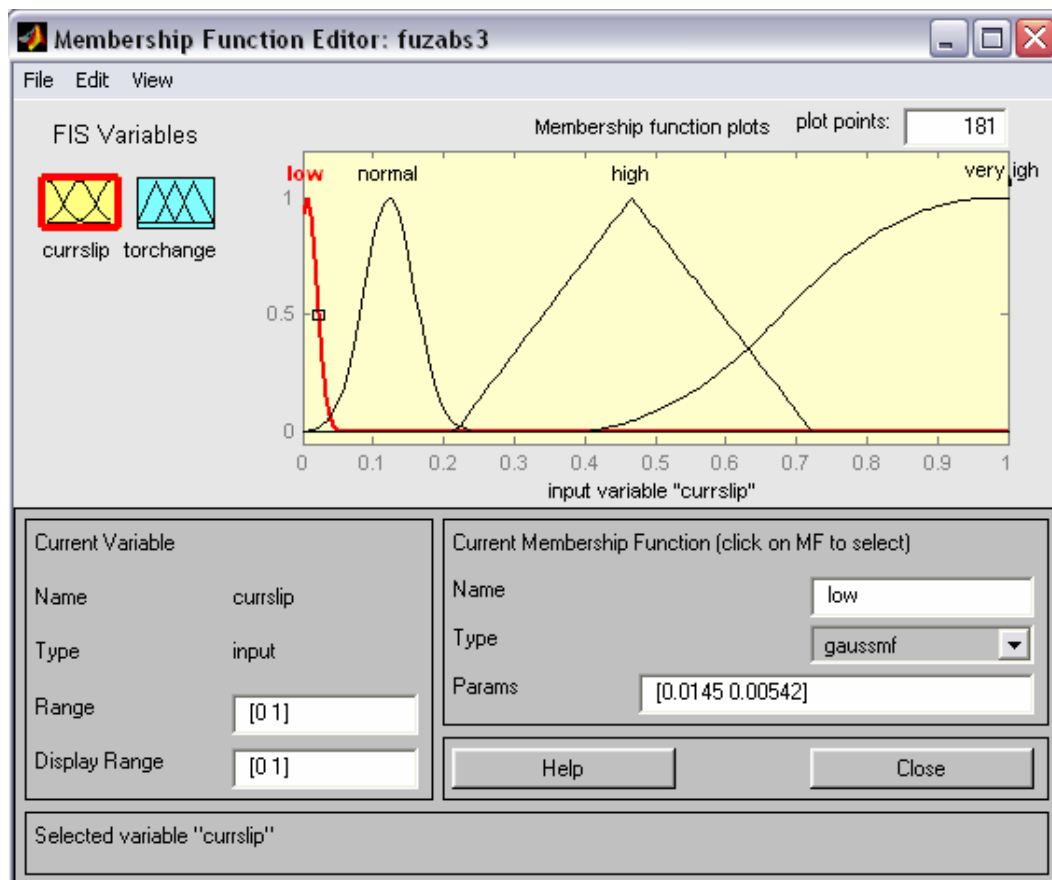 Membership Function Editor: fuzabs3
File Edit View
FIS Variables
currslip torchange
Membership function plots plot points: 181
low normal high very igh
1
0.5
0
0 0.1 0.2 0.3 0.4 0.5 0.6 0.7 0.8 0.9 1
input variable "currslip"
Current Variable
Name currslip
Type input
Range [0 1]
Display Range [0 1]
Current Membership Function (click on MF to select)
Name low
Type gaussmf
Params [0.0145 0.00542]
Help Close
Selected variable "currslip"